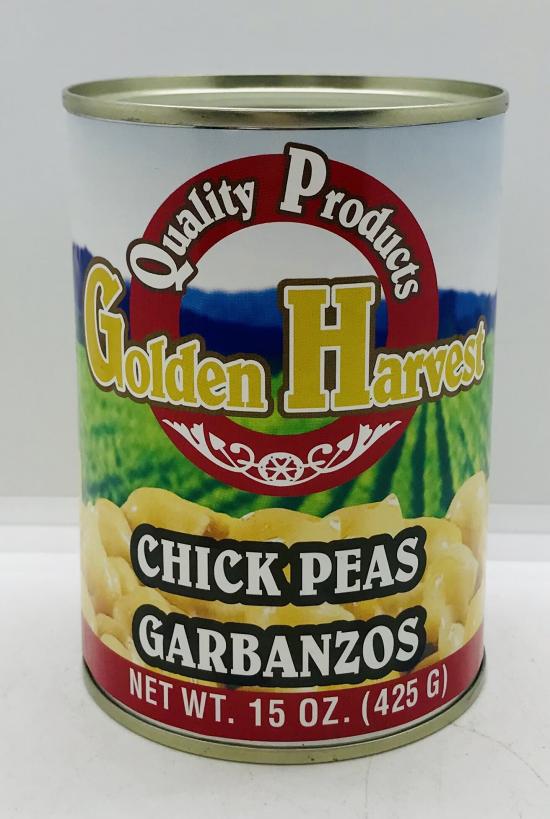 Quality Products
Golden Harvest
CHICK PEAS
GARBANZOS
NET WT. 15 OZ. (425 G)